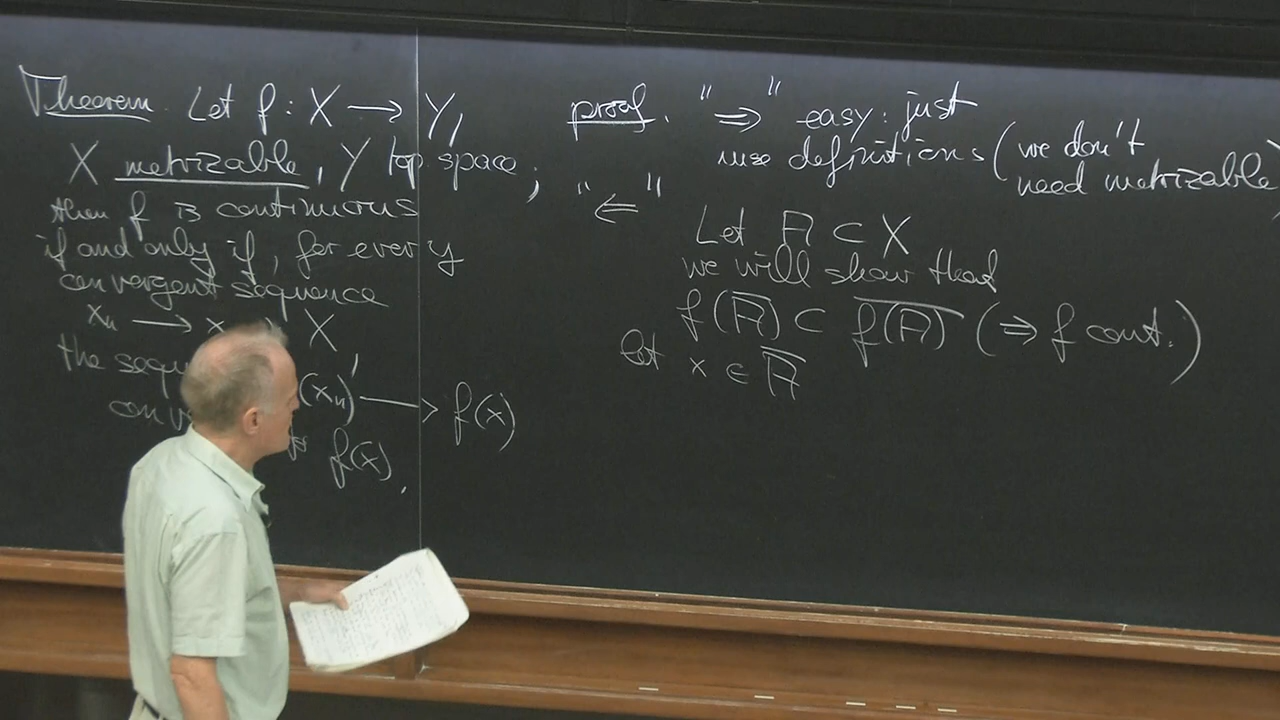 Theorem. Let f : X → Y,
X metrizable, Y top space;
then f is continuous
if and only if, for every
convergent sequence
xₙ → x X,
the (xₙ) → f(x)
f(x).
proof. "⇒" easy: just
use definitions (we don't
need metrizable)
"⇐"
Let A ⊂ X
we will show that
f(A̅) ⊂ \overline{f(A)} (⇒ f cont.)
let x ∈ A̅